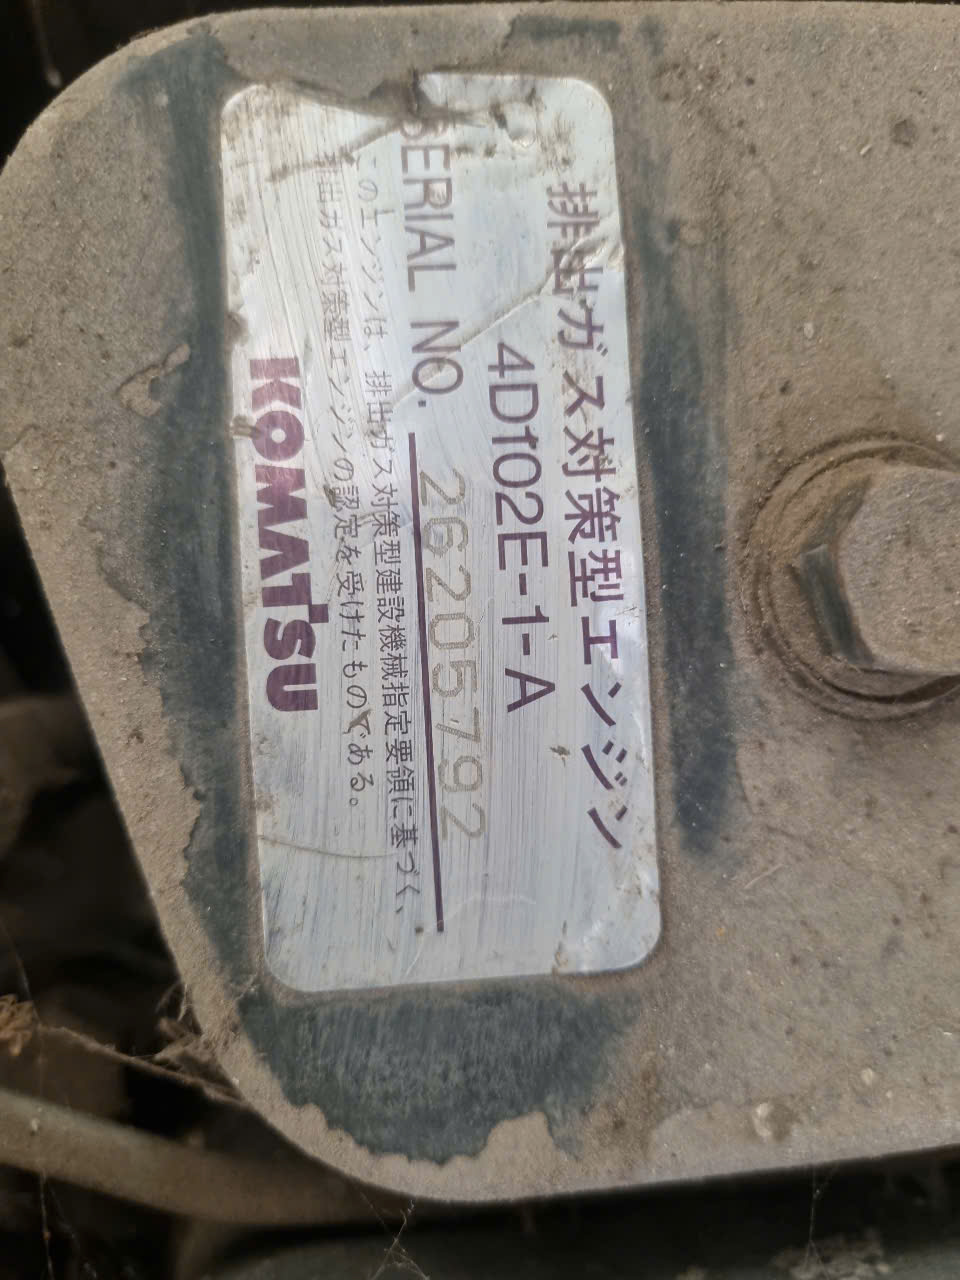 排出ガス対策型エンジン
4D102E-1-A
SERIAL NO. 26205792
このエンジンは、排出ガス対策型建設機械指定要領に基づく、
排出ガス対策型エンジンの認定を受けたものである。
KOMATSU